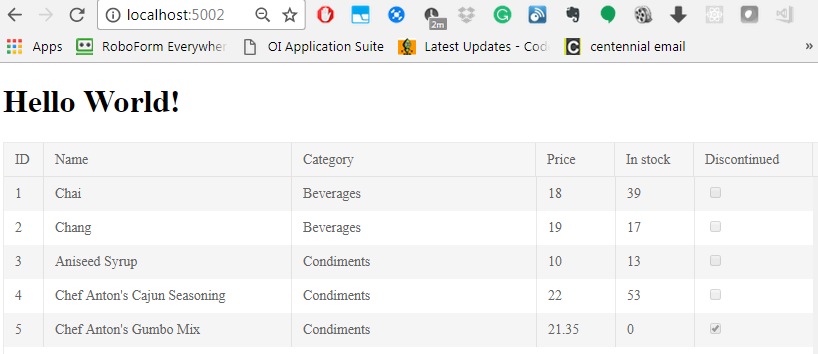 localhost:5002
2m
Apps RoboForm Everywher OI Application Suite Latest Updates - Cod centennial email »
Hello World!
ID Name Category Price In stock Discontinued
1 Chai Beverages 18 39
2 Chang Beverages 19 17
3 Aniseed Syrup Condiments 10 13
4 Chef Anton's Cajun Seasoning Condiments 22 53
5 Chef Anton's Gumbo Mix Condiments 21.35 0